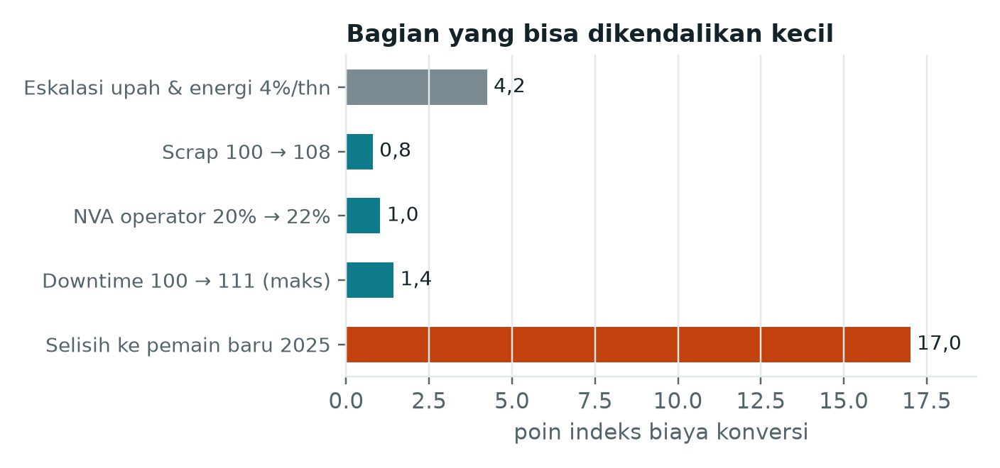 Bagian yang bisa dikendalikan kecil
Eskalasi upah & energi 4%/thn
4,2
Scrap 100 → 108
0,8
NVA operator 20% → 22%
1,0
Downtime 100 → 111 (maks)
1,4
Selisih ke pemain baru 2025
17,0
0.0 2.5 5.0 7.5 10.0 12.5 15.0 17.5
poin indeks biaya konversi